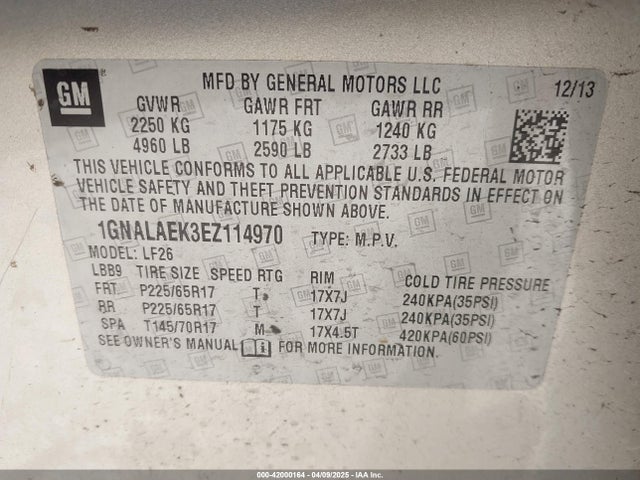 GM
MFD BY GENERAL MOTORS LLC 12/13
GVWR GAWR FRT GAWR RR
2250 KG 1175 KG 1240 KG
4960 LB 2590 LB 2733 LB
THIS VEHICLE CONFORMS TO ALL APPLICABLE U.S. FEDERAL MOTOR
VEHICLE SAFETY AND THEFT PREVENTION STANDARDS IN EFFECT ON
THE DATE OF MANUFACTURE SHOWN ABOVE.
1GNALAEK3EZ114970 TYPE: M.P.V.
MODEL: LF26
LBB9 TIRE SIZE SPEED RTG RIM COLD TIRE PRESSURE
FRT P225/65R17 T 17X7J 240KPA(35PSI)
RR P225/65R17 T 17X7J 240KPA(35PSI)
SPA T145/70R17 M 17X4.5T 420KPA(60PSI)
SEE OWNER'S MANUAL FOR MORE INFORMATION.
000-42000164 | 04/09/2025 | IAA Inc.